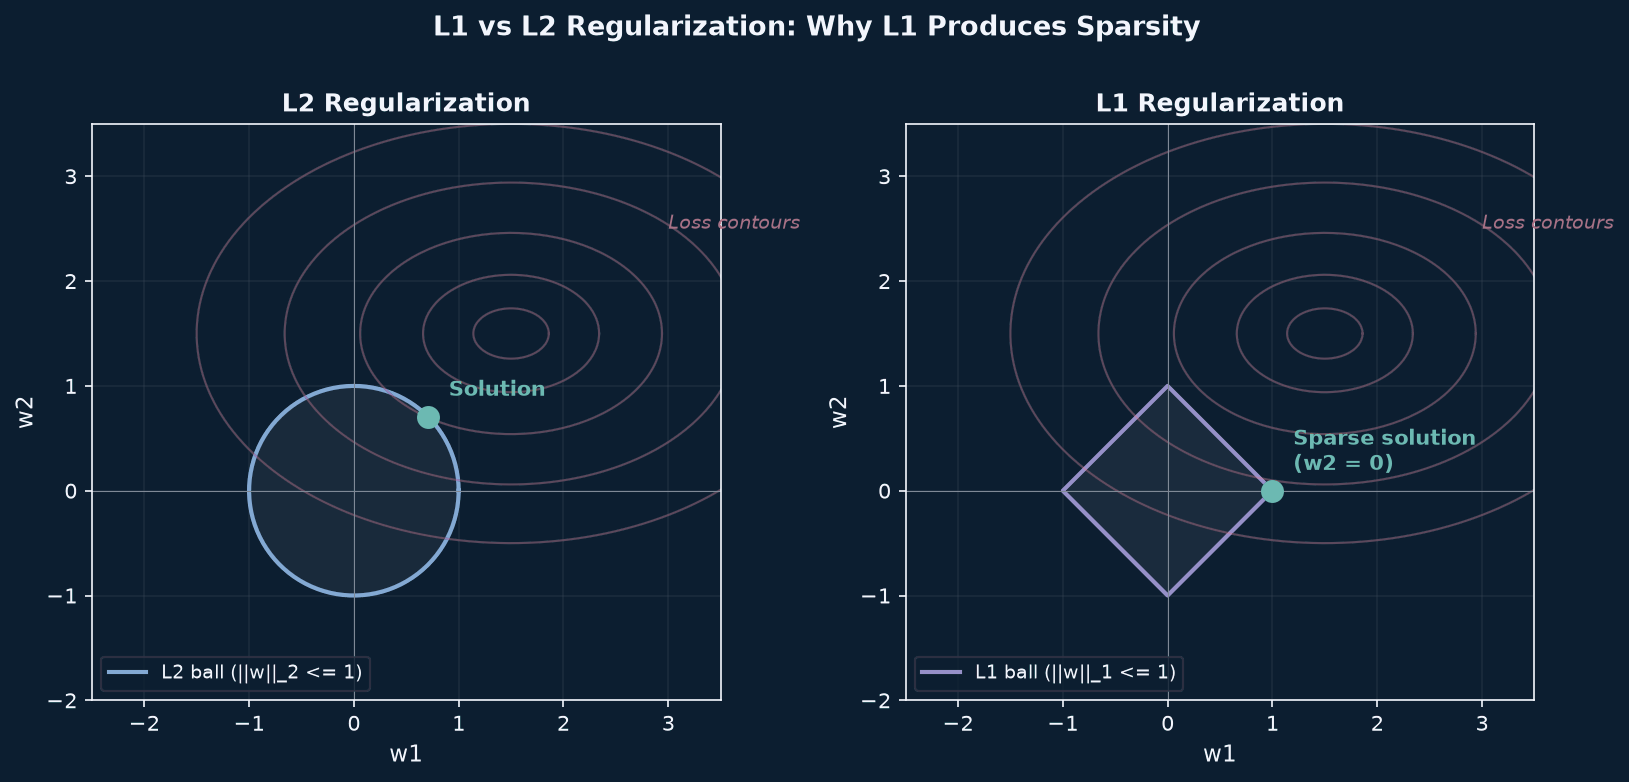 L1 vs L2 Regularization: Why L1 Produces Sparsity
L2 Regularization
3
2
1
0
−1
−2
w2
Loss contours
Solution
L2 ball (||w||_2 <= 1)
−2
−1
0
1
2
3
w1
L1 Regularization
3
2
1
0
−1
−2
w2
Loss contours
Sparse solution
(w2 = 0)
L1 ball (||w||_1 <= 1)
−2
−1
0
1
2
3
w1